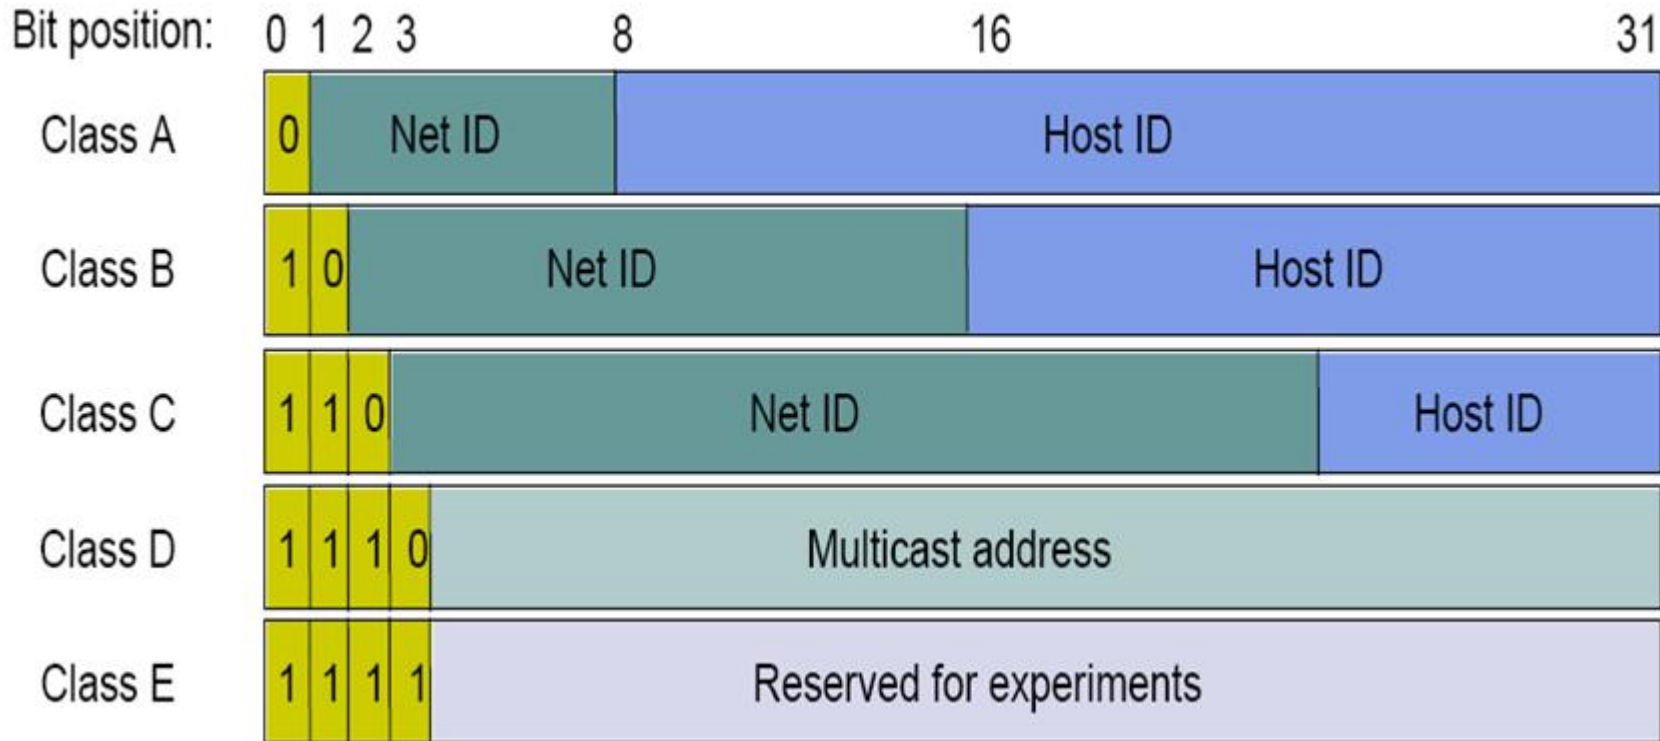 Bit position: 0 1 2 3 8 16 31
Class A 0 Net ID Host ID
Class B 1 0 Net ID Host ID
Class C 1 1 0 Net ID Host ID
Class D 1 1 1 0 Multicast address
Class E 1 1 1 1 Reserved for experiments